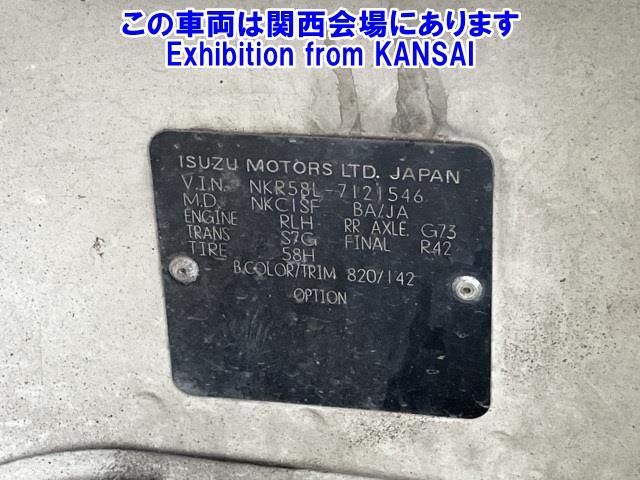 この車両は関西会場にあります
Exhibition from KANSAI
ISUZU MOTORS LTD. JAPAN
V.I.N. NKR58L-7121546
M.D. NKC1SF BA/JA
ENGINE RLH RR AXLE. G73
TRANS S7G FINAL R42
TIRE 58H
B.COLOR/TRIM 820/142
OPTION